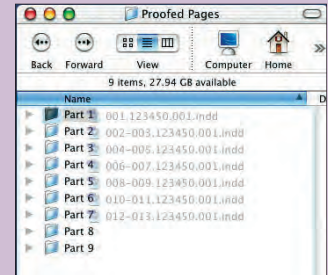 Proofed Pages
Back Forward View Computer Home
9 items, 27.94 GB available
Name D
Part 1 001.123450.001.indd
Part 2 002-003.123450.001.indd
Part 3 004-005.123450.001.indd
Part 4 006-007.123450.001.indd
Part 5 008-009.123450.001.indd
Part 6 010-011.123450.001.indd
Part 7 012-013.123450.001.indd
Part 8
Part 9